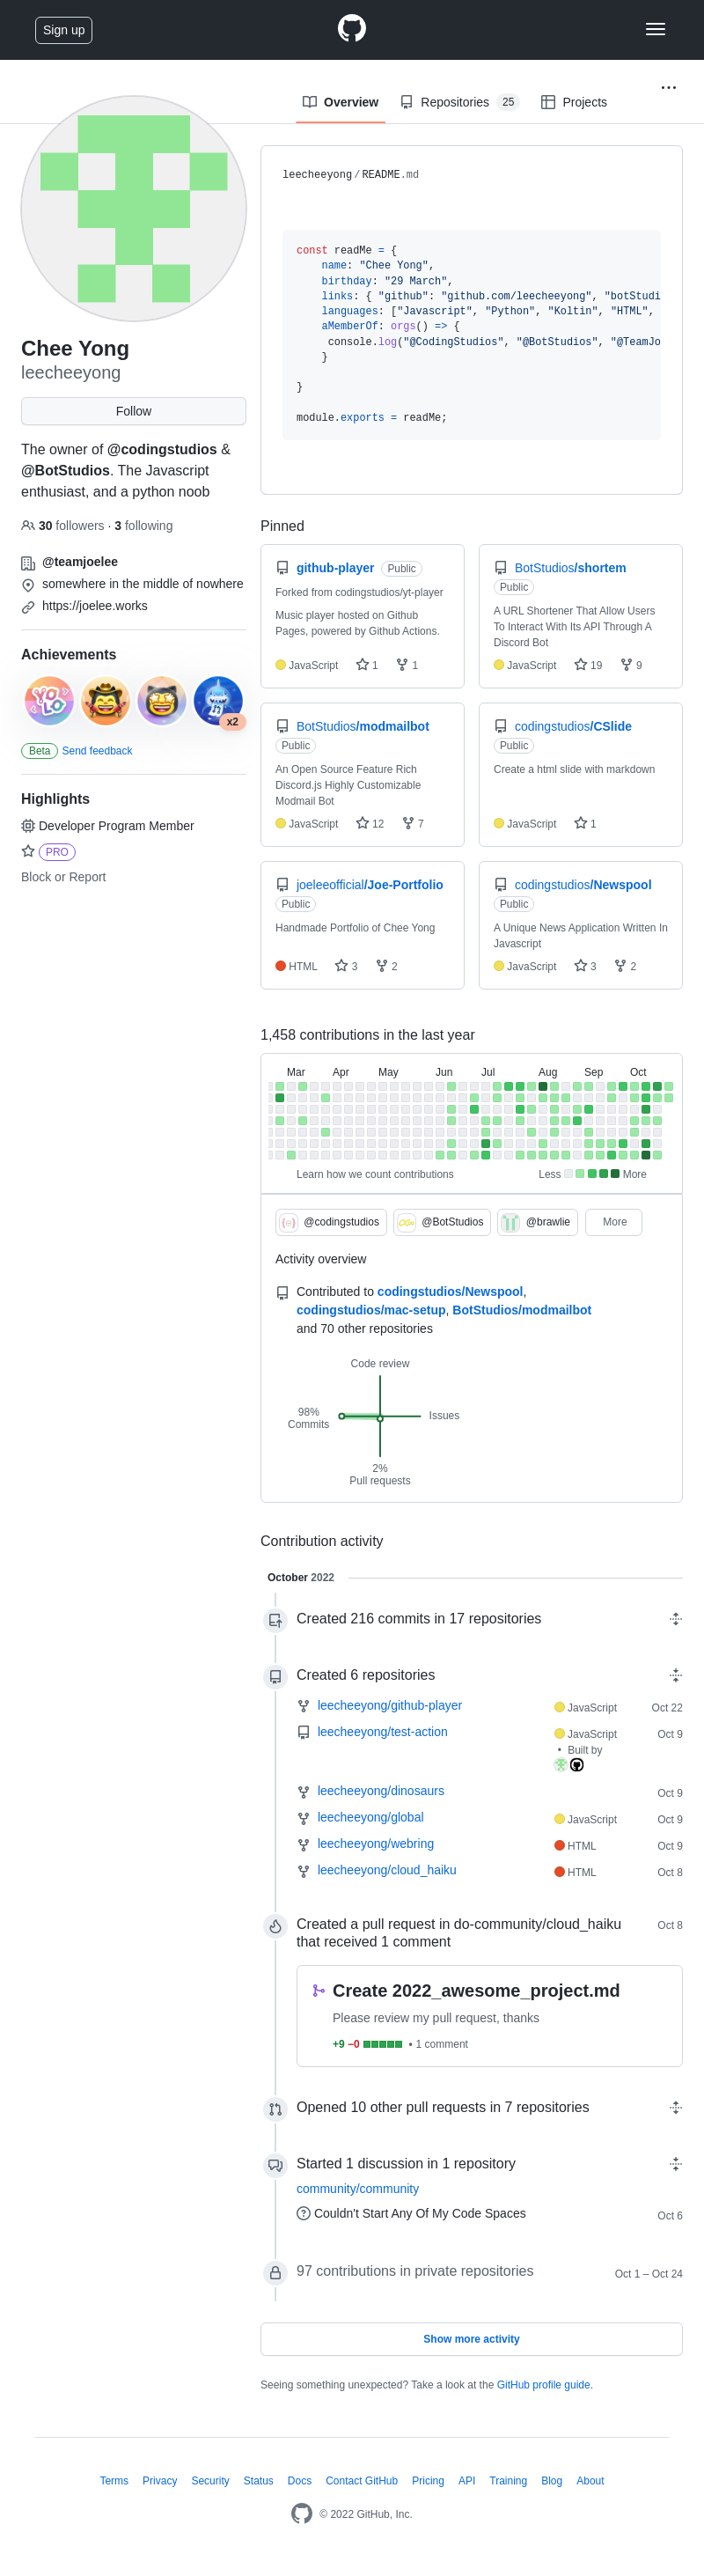 Sign up
Overview
Repositories 25
Projects
leecheeyong / README.md
const readMe = {
name: "Chee Yong",
birthday: "29 March",
links: { "github": "github.com/leecheeyong", "botStudi
languages: ["Javascript", "Python", "Koltin", "HTML",
aMemberOf: orgs() => {
console.log("@CodingStudios", "@BotStudios", "@TeamJo
}
}
module.exports = readMe;
Chee Yong
leecheeyong
Follow
The owner of @codingstudios &
@BotStudios. The Javascript
enthusiast, and a python noob
30 followers · 3 following
@teamjoelee
somewhere in the middle of nowhere
https://joelee.works
Achievements
YOLO
x2
Beta Send feedback
Highlights
Developer Program Member
PRO
Block or Report
Pinned
github-player Public
Forked from codingstudios/yt-player
Music player hosted on Github
Pages, powered by Github Actions.
JavaScript 1 1
BotStudios/shortem
Public
A URL Shortener That Allow Users
To Interact With Its API Through A
Discord Bot
JavaScript 19 9
BotStudios/modmailbot
Public
An Open Source Feature Rich
Discord.js Highly Customizable
Modmail Bot
JavaScript 12 7
codingstudios/CSlide
Public
Create a html slide with markdown
JavaScript 1
joeleeofficial/Joe-Portfolio
Public
Handmade Portfolio of Chee Yong
HTML 3 2
codingstudios/Newspool
Public
A Unique News Application Written In
Javascript
JavaScript 3 2
1,458 contributions in the last year
Mar Apr May Jun Jul Aug Sep Oct
Learn how we count contributions
Less More
@codingstudios
@BotStudios
@brawlie
More
Activity overview
Contributed to codingstudios/Newspool,
codingstudios/mac-setup, BotStudios/modmailbot
and 70 other repositories
Code review
98%
Commits
Issues
2%
Pull requests
Contribution activity
October 2022
Created 216 commits in 17 repositories
Created 6 repositories
leecheeyong/github-player JavaScript Oct 22
leecheeyong/test-action JavaScript Oct 9
• Built by
leecheeyong/dinosaurs Oct 9
leecheeyong/global JavaScript Oct 9
leecheeyong/webring HTML Oct 9
leecheeyong/cloud_haiku HTML Oct 8
Created a pull request in do-community/cloud_haiku Oct 8
that received 1 comment
Create 2022_awesome_project.md
Please review my pull request, thanks
+9 −0 • 1 comment
Opened 10 other pull requests in 7 repositories
Started 1 discussion in 1 repository
community/community
Couldn't Start Any Of My Code Spaces Oct 6
97 contributions in private repositories Oct 1 – Oct 24
Show more activity
Seeing something unexpected? Take a look at the GitHub profile guide.
Terms Privacy Security Status Docs Contact GitHub Pricing API Training Blog About
© 2022 GitHub, Inc.